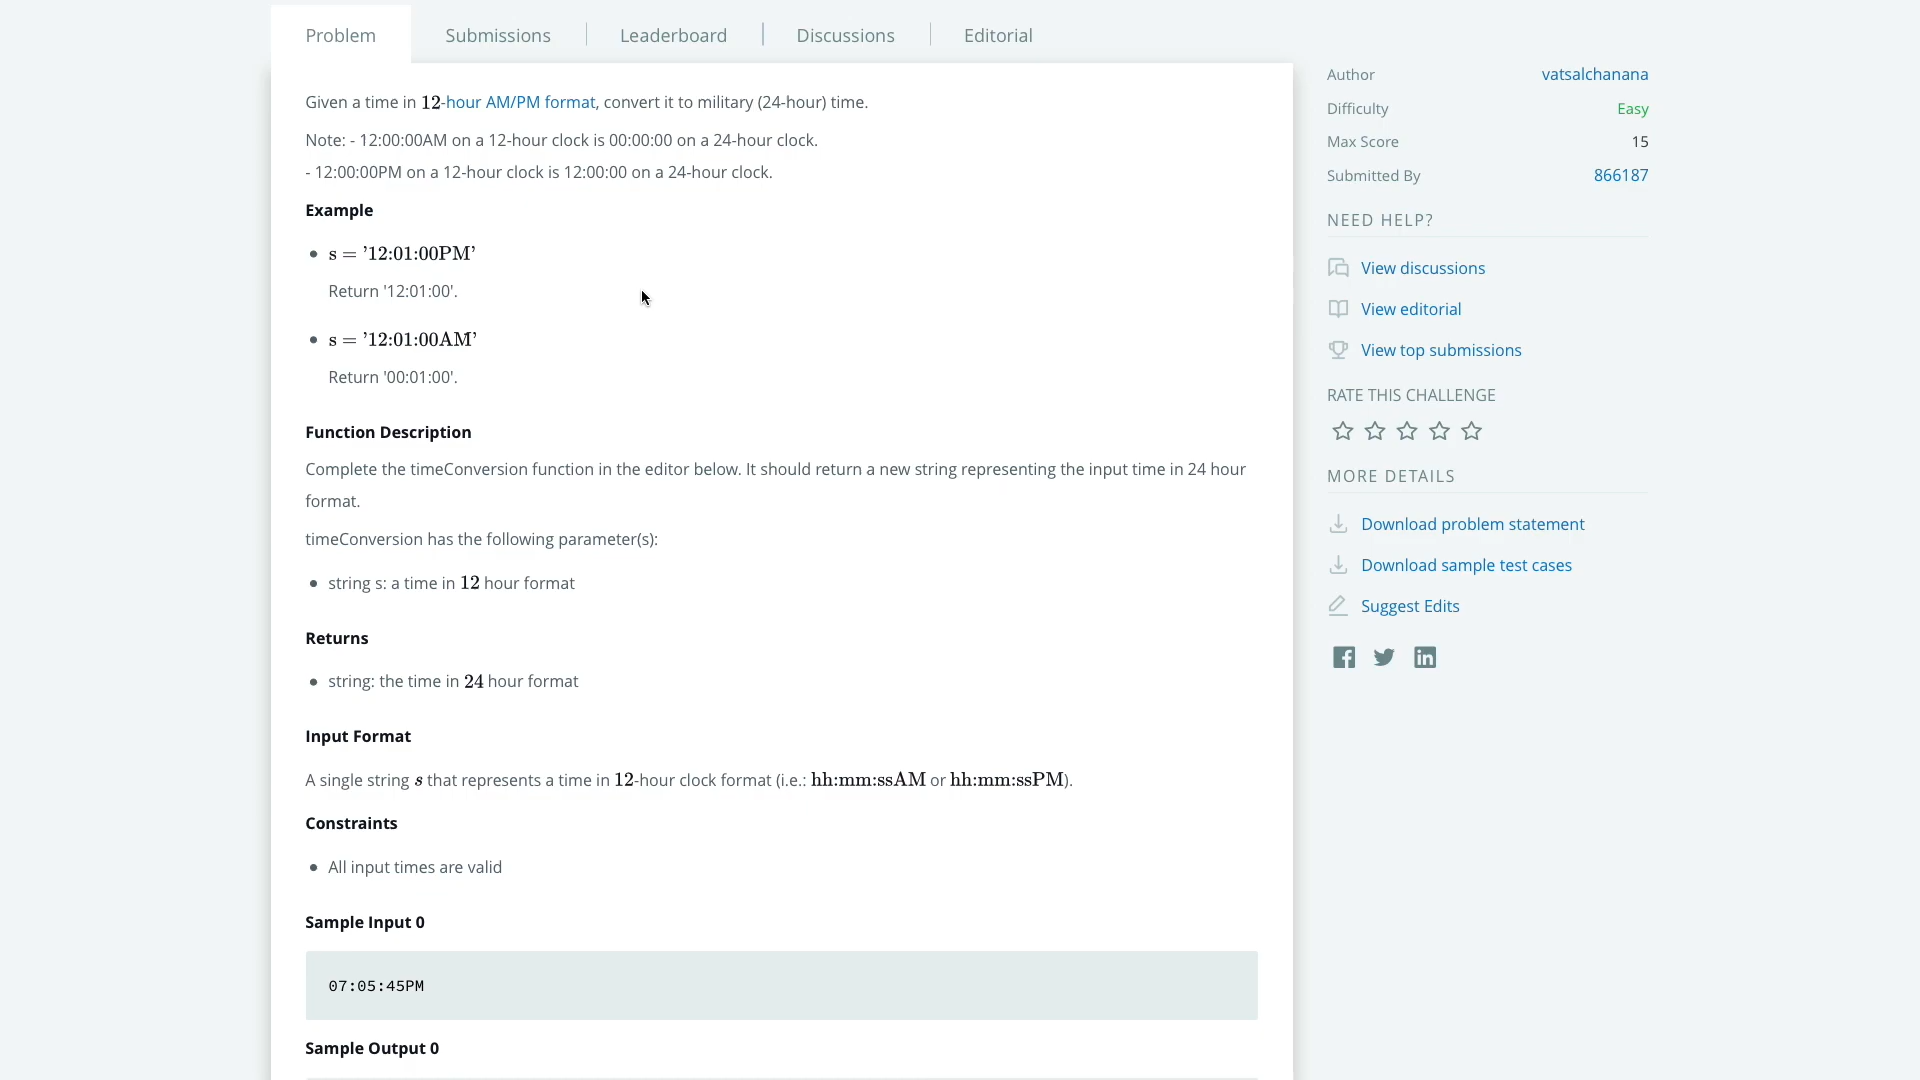 Problem
Submissions
Leaderboard
Discussions
Editorial
Given a time in 12-hour AM/PM format, convert it to military (24-hour) time.
Note: - 12:00:00AM on a 12-hour clock is 00:00:00 on a 24-hour clock.
- 12:00:00PM on a 12-hour clock is 12:00:00 on a 24-hour clock.
Example
s = '12:01:00PM'
Return '12:01:00'.
s = '12:01:00AM'
Return '00:01:00'.
Function Description
Complete the timeConversion function in the editor below. It should return a new string representing the input time in 24 hour
format.
timeConversion has the following parameter(s):
string s: a time in 12 hour format
Returns
string: the time in 24 hour format
Input Format
A single string s that represents a time in 12-hour clock format (i.e.: hh:mm:ssAM or hh:mm:ssPM).
Constraints
All input times are valid
Sample Input 0
07:05:45PM
Sample Output 0
Author vatsalchanana
Difficulty Easy
Max Score 15
Submitted By 866187
NEED HELP?
View discussions
View editorial
View top submissions
RATE THIS CHALLENGE
MORE DETAILS
Download problem statement
Download sample test cases
Suggest Edits